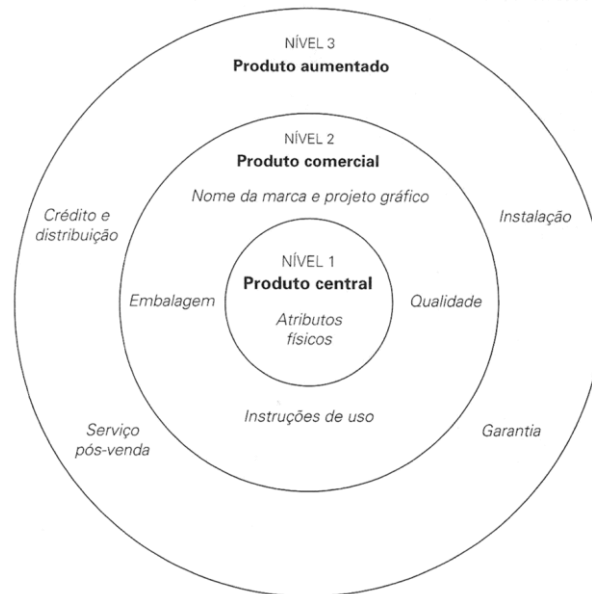 NÍVEL 3
Produto aumentado
NÍVEL 2
Produto comercial
Nome da marca e projeto gráfico
Crédito e
distribuição
Instalação
NÍVEL 1
Produto central
Embalagem
Qualidade
Atributos
físicos
Instruções de uso
Serviço
pós-venda
Garantia